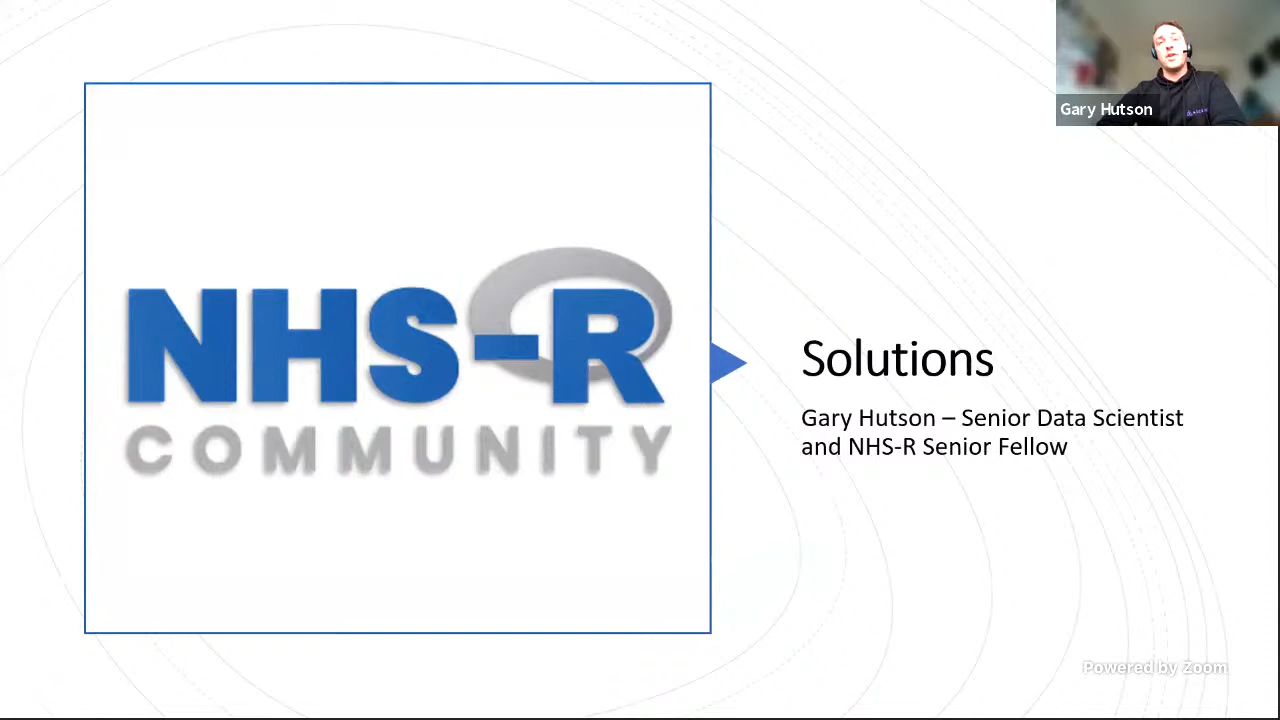 Gary Hutson
NHS-R
COMMUNITY
Solutions
Gary Hutson – Senior Data Scientist
and NHS-R Senior Fellow
Powered by Zoom